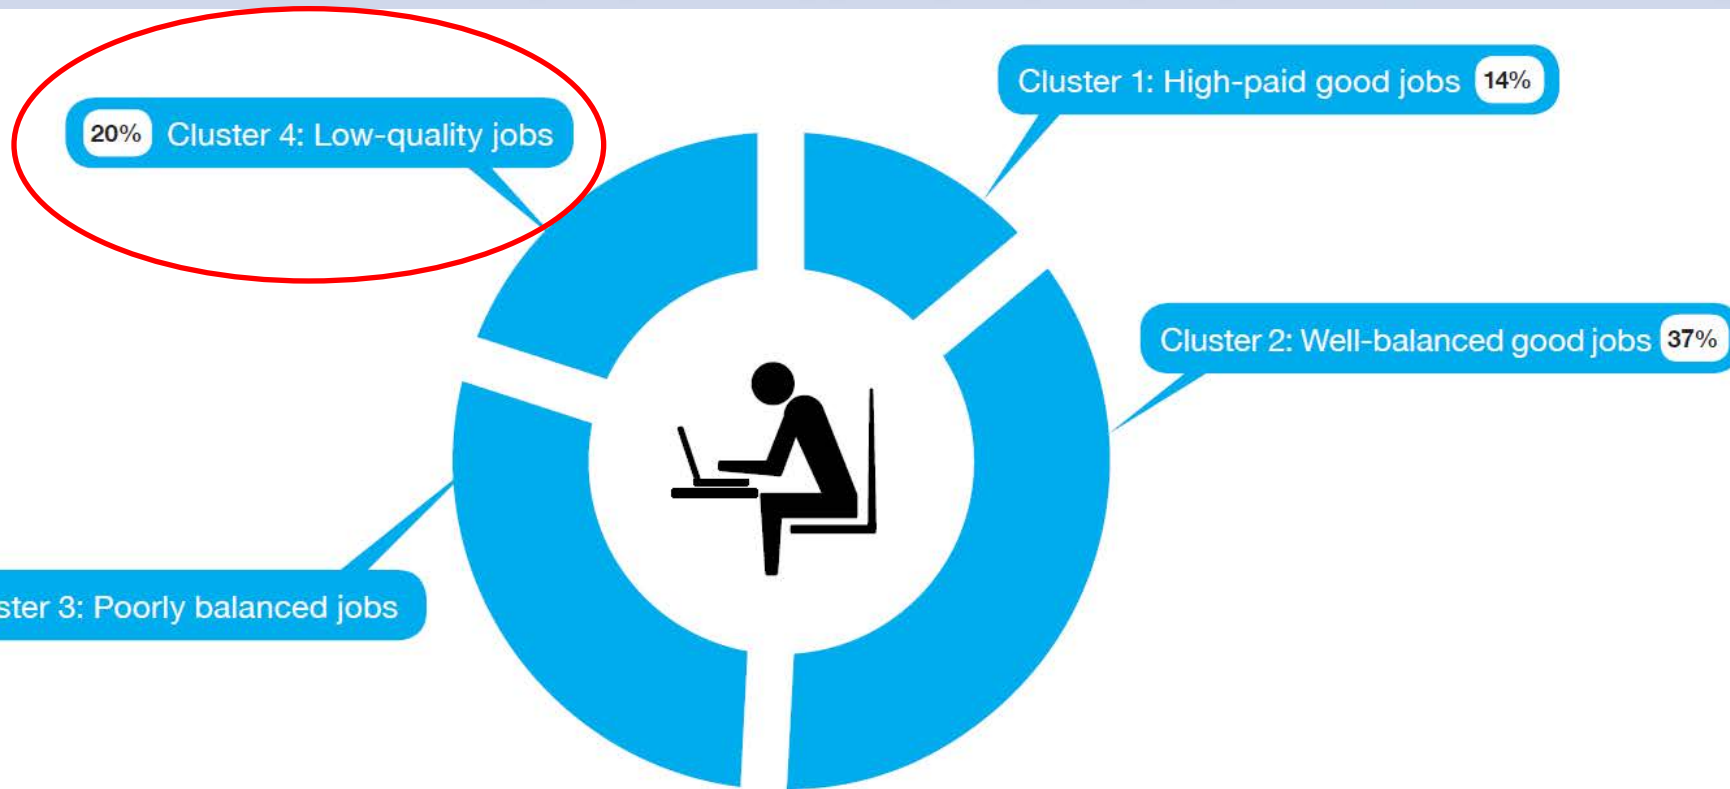 Cluster 1: High-paid good jobs 14%
20% Cluster 4: Low-quality jobs
Cluster 2: Well-balanced good jobs 37%
ster 3: Poorly balanced jobs